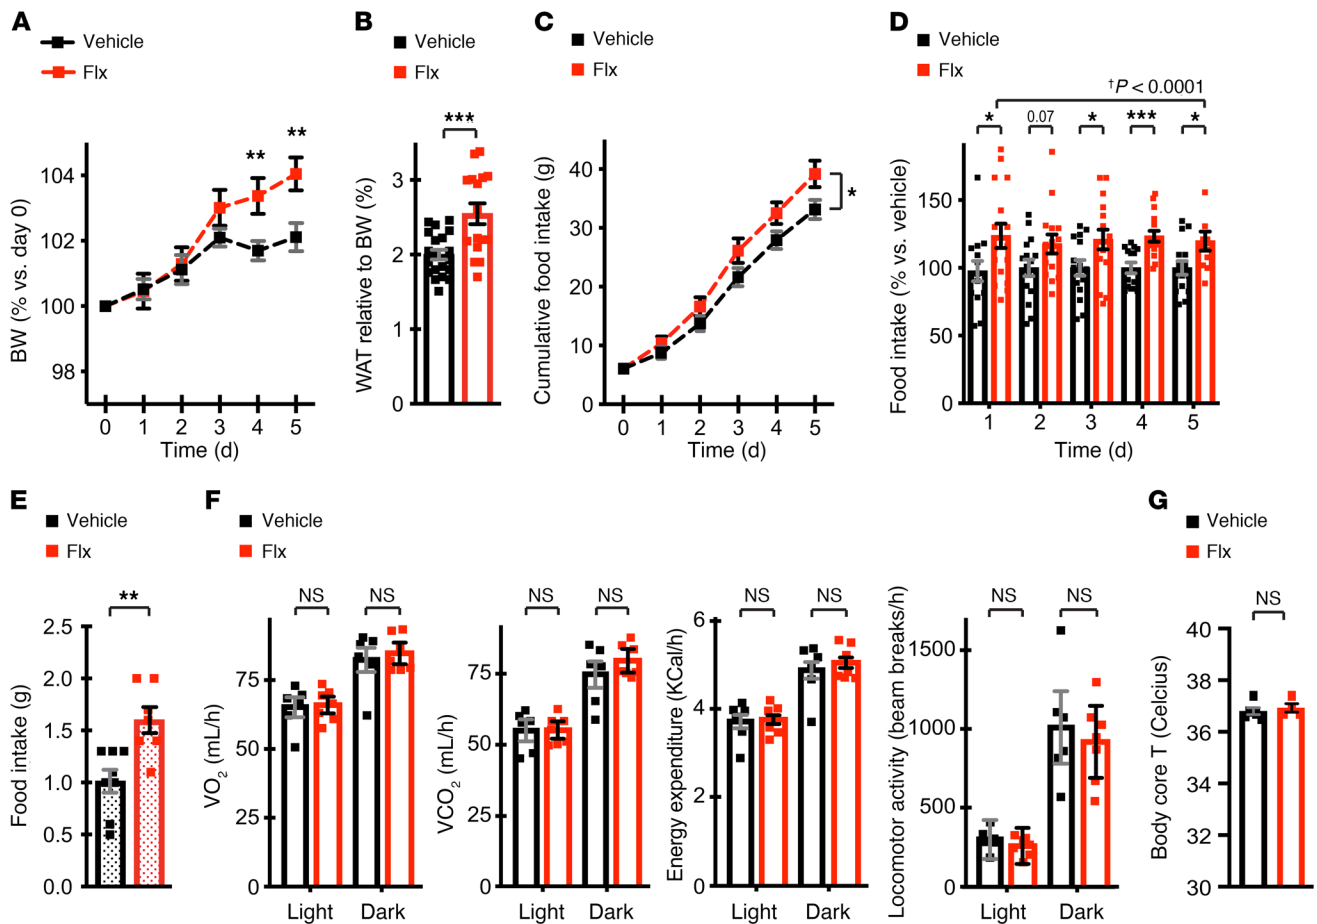 A
Vehicle
Flx
BW (% vs. day 0)
104
102
100
98
**
**
0 1 2 3 4 5
Time (d)
B
Vehicle
Flx
***
WAT relative to BW (%)
3
2
1
0
C
Vehicle
Flx
Cumulative food intake (g)
40
30
20
10
0
*
0 1 2 3 4 5
Time (d)
D
Vehicle
Flx
†P < 0.0001
* 0.07 * *** *
Food intake (% vs. vehicle)
150
100
50
0
1 2 3 4 5
Time (d)
E
Vehicle
Flx
**
Food intake (g)
2.5
2.0
1.5
1.0
0.5
0.0
F
Vehicle
Flx
NS NS
VO2 (mL/h)
75
50
25
0
Light Dark
NS NS
VCO2 (mL/h)
75
50
25
0
Light Dark
NS NS
Energy expenditure (KCal/h)
6
4
2
0
Light Dark
NS NS
Locomotor activity (beam breaks/h)
1500
1000
500
0
Light Dark
G
Vehicle
Flx
NS
Body core T (Celcius)
40
38
36
34
32
30